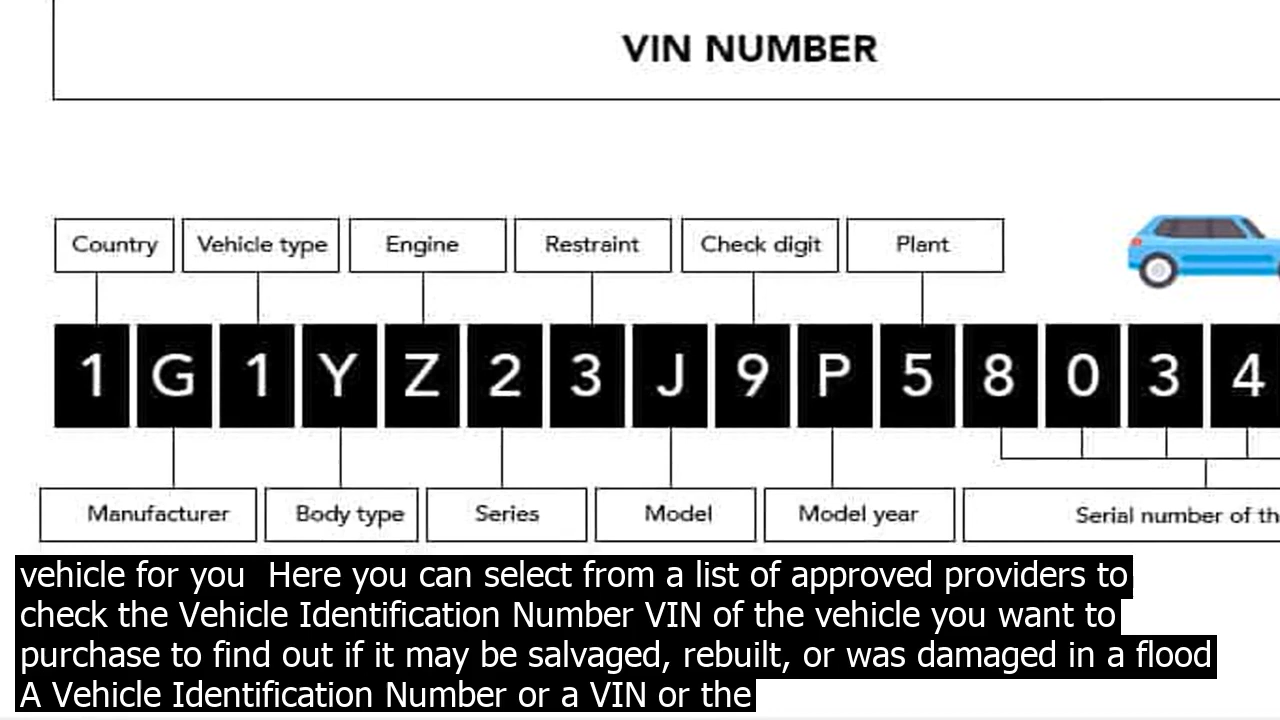 VIN NUMBER
Country Vehicle type Engine Restraint Check digit Plant
1 G 1 Y Z 2 3 J 9 P 5 8 0 3 4
Manufacturer Body type Series Model Model year Serial number of th
vehicle for you Here you can select from a list of approved providers to
check the Vehicle Identification Number VIN of the vehicle you want to
purchase to find out if it may be salvaged, rebuilt, or was damaged in a flood
A Vehicle Identification Number or a VIN or the